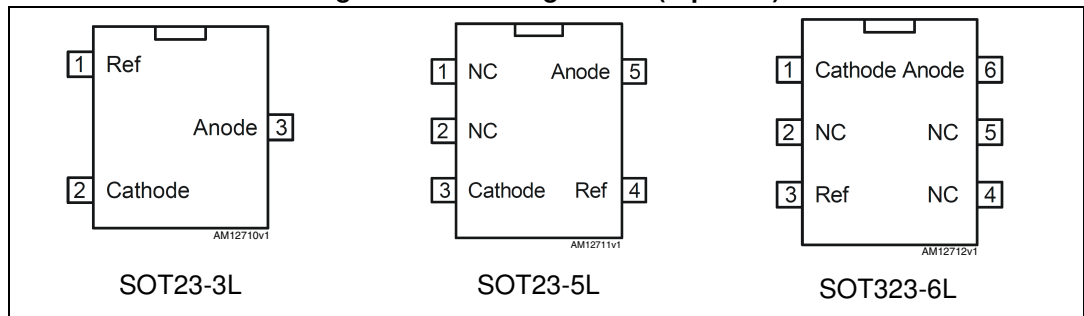 1 Ref
Anode 3
2 Cathode
AM12710v1
SOT23-3L
1 NC Anode 5
2 NC
3 Cathode Ref 4
AM12711v1
SOT23-5L
1 Cathode Anode 6
2 NC NC 5
3 Ref NC 4
AM12712v1
SOT323-6L